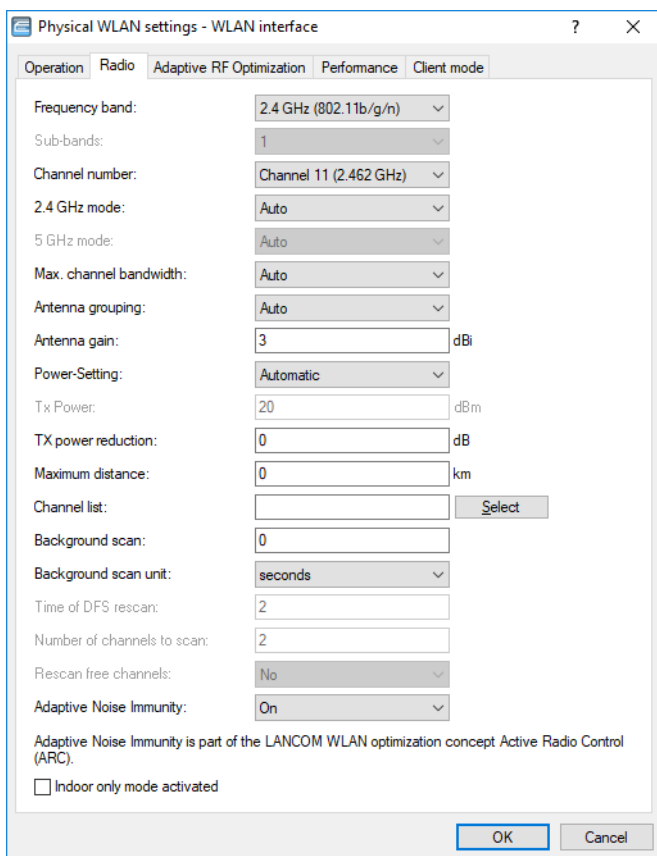 Physical WLAN settings - WLAN interface ?
Operation Radio Adaptive RF Optimization Performance Client mode
Frequency band: 2.4 GHz (802.11b/g/n)
Sub-bands: 1
Channel number: Channel 11 (2.462 GHz)
2.4 GHz mode: Auto
5 GHz mode: Auto
Max. channel bandwidth: Auto
Antenna grouping: Auto
Antenna gain: 3 dBi
Power-Setting: Automatic
Tx Power: 20 dBm
TX power reduction: 0 dB
Maximum distance: 0 km
Channel list: Select
Background scan: 0
Background scan unit: seconds
Time of DFS rescan: 2
Number of channels to scan: 2
Rescan free channels: No
Adaptive Noise Immunity: On
Adaptive Noise Immunity is part of the LANCOM WLAN optimization concept Active Radio Control
(ARC).
Indoor only mode activated
OK Cancel